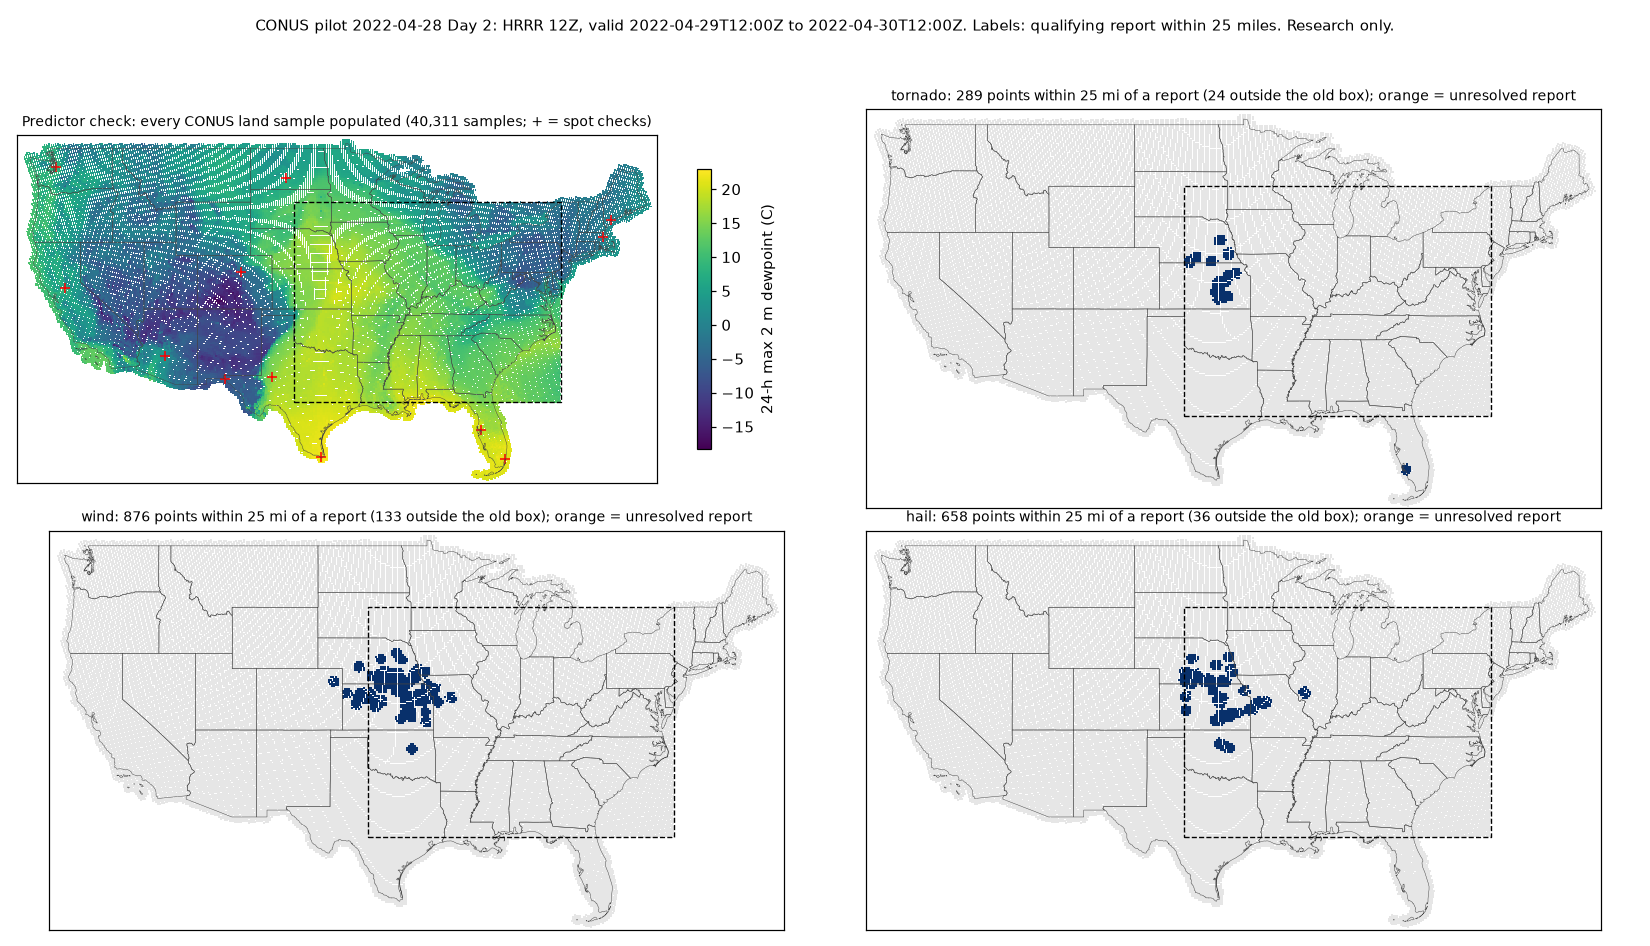 CONUS pilot 2022-04-28 Day 2: HRRR 12Z, valid 2022-04-29T12:00Z to 2022-04-30T12:00Z. Labels: qualifying report within 25 miles. Research only.
Predictor check: every CONUS land sample populated (40,311 samples; + = spot checks)
20
15
10
5
0
−5
−10
−15
24-h max 2 m dewpoint (C)
tornado: 289 points within 25 mi of a report (24 outside the old box); orange = unresolved report
wind: 876 points within 25 mi of a report (133 outside the old box); orange = unresolved report
hail: 658 points within 25 mi of a report (36 outside the old box); orange = unresolved report